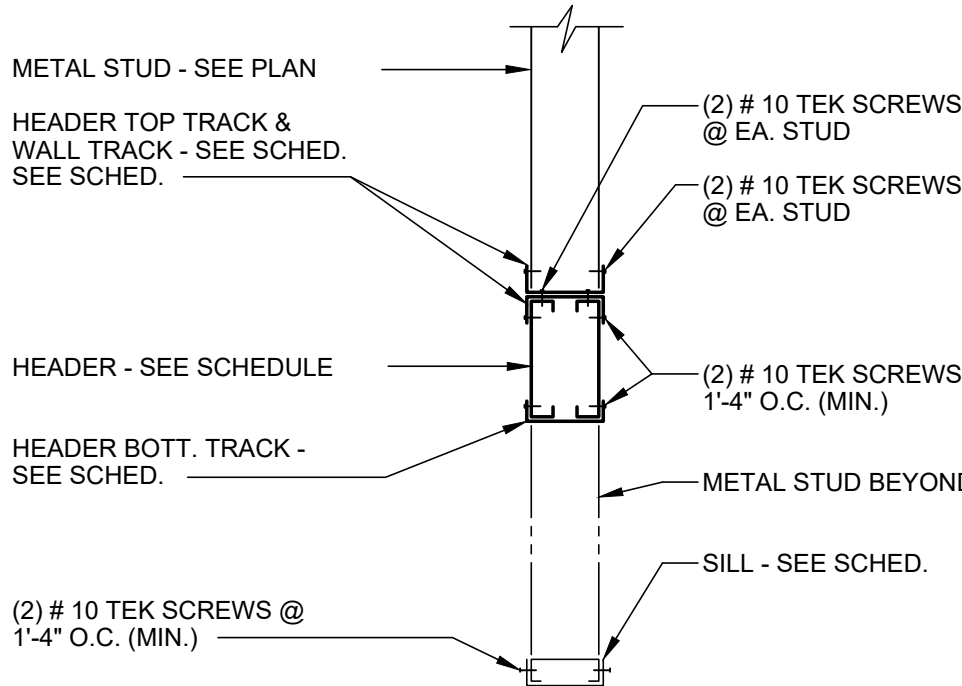 METAL STUD - SEE PLAN
HEADER TOP TRACK &
WALL TRACK - SEE SCHED.
SEE SCHED.
HEADER - SEE SCHEDULE
HEADER BOTT. TRACK -
SEE SCHED.
(2) # 10 TEK SCREWS @
1'-4" O.C. (MIN.)
(2) # 10 TEK SCREWS
@ EA. STUD
(2) # 10 TEK SCREWS
@ EA. STUD
(2) # 10 TEK SCREWS
1'-4" O.C. (MIN.)
METAL STUD BEYOND
SILL - SEE SCHED.